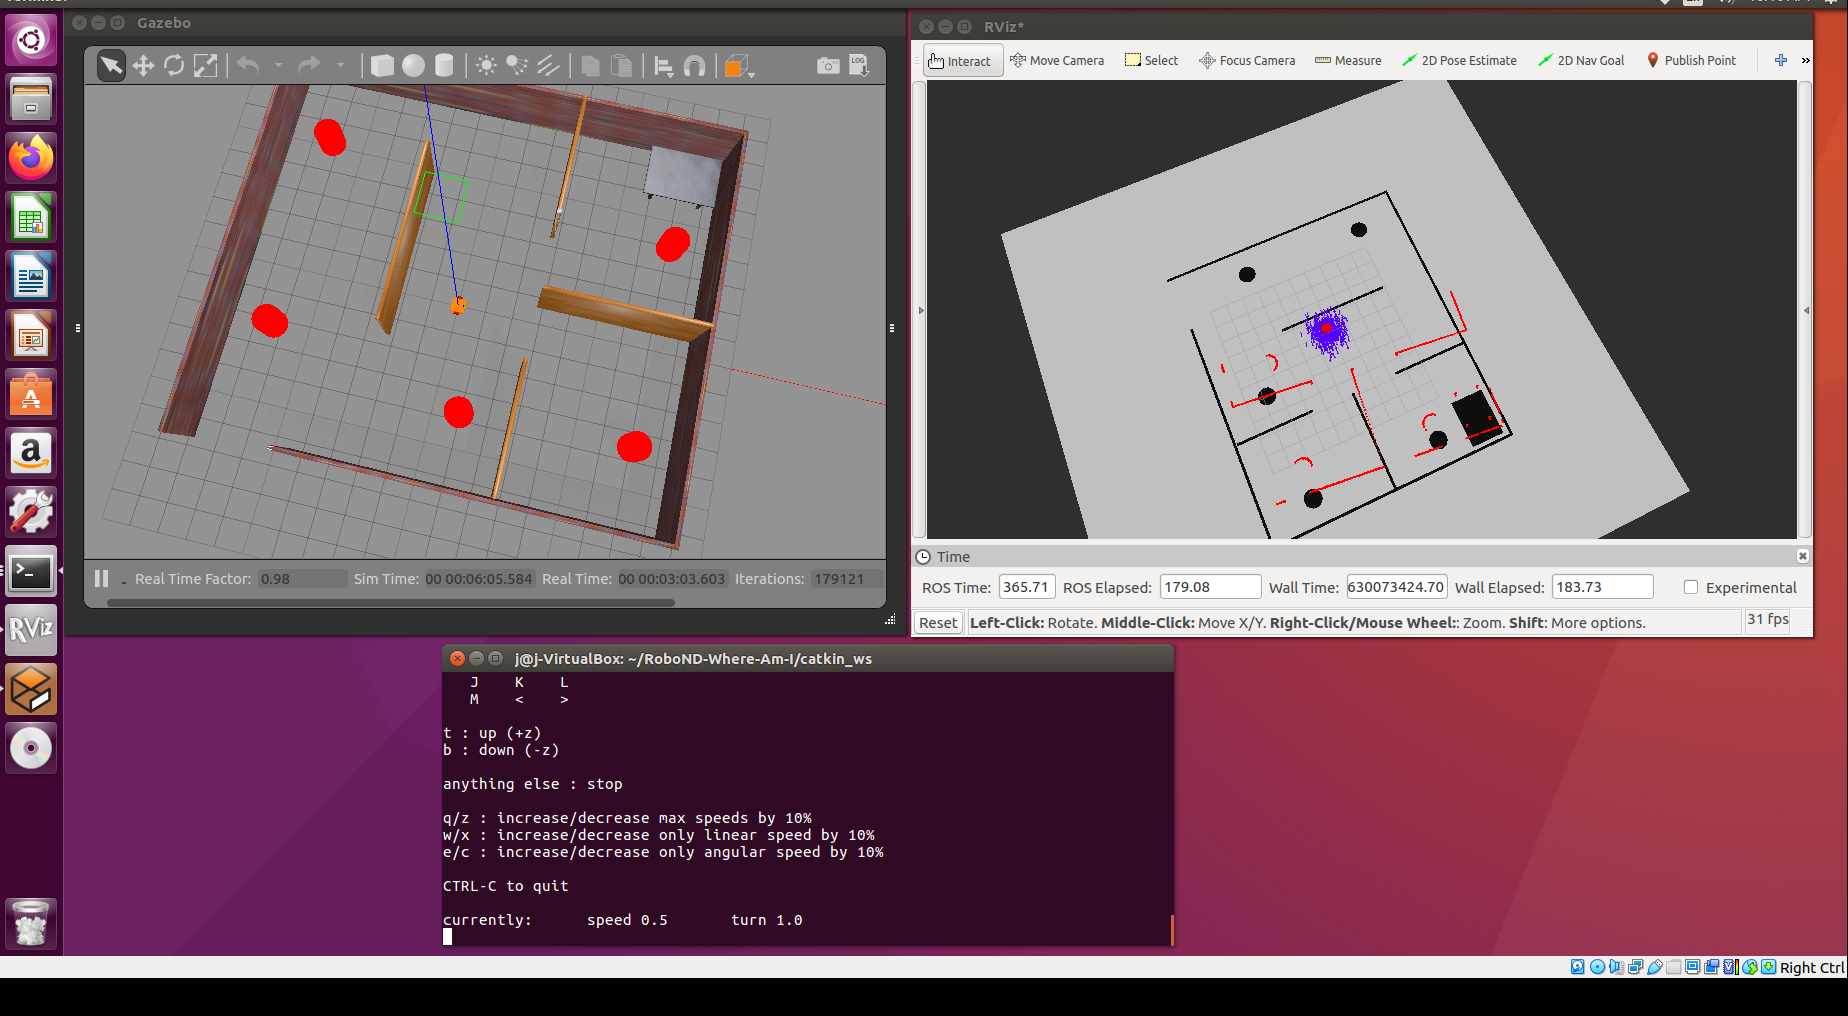 Gazebo
LOG
Real Time Factor: 0.98 Sim Time: 00 00:06:05.584 Real Time: 00 00:03:03.603 Iterations: 179121
RViz*
Interact Move Camera Select Focus Camera Measure 2D Pose Estimate 2D Nav Goal Publish Point »
Time
ROS Time: 365.71 ROS Elapsed: 179.08 Wall Time: 630073424.70 Wall Elapsed: 183.73 Experimental
Reset Left-Click: Rotate. Middle-Click: Move X/Y. Right-Click/Mouse Wheel:: Zoom. Shift: More options. 31 fps
RViz
j@j-VirtualBox: ~/RoboND-Where-Am-I/catkin_ws
J K L
M < >
t : up (+z)
b : down (-z)
anything else : stop
q/z : increase/decrease max speeds by 10%
w/x : increase/decrease only linear speed by 10%
e/c : increase/decrease only angular speed by 10%
CTRL-C to quit
currently: speed 0.5 turn 1.0
Right Ctrl